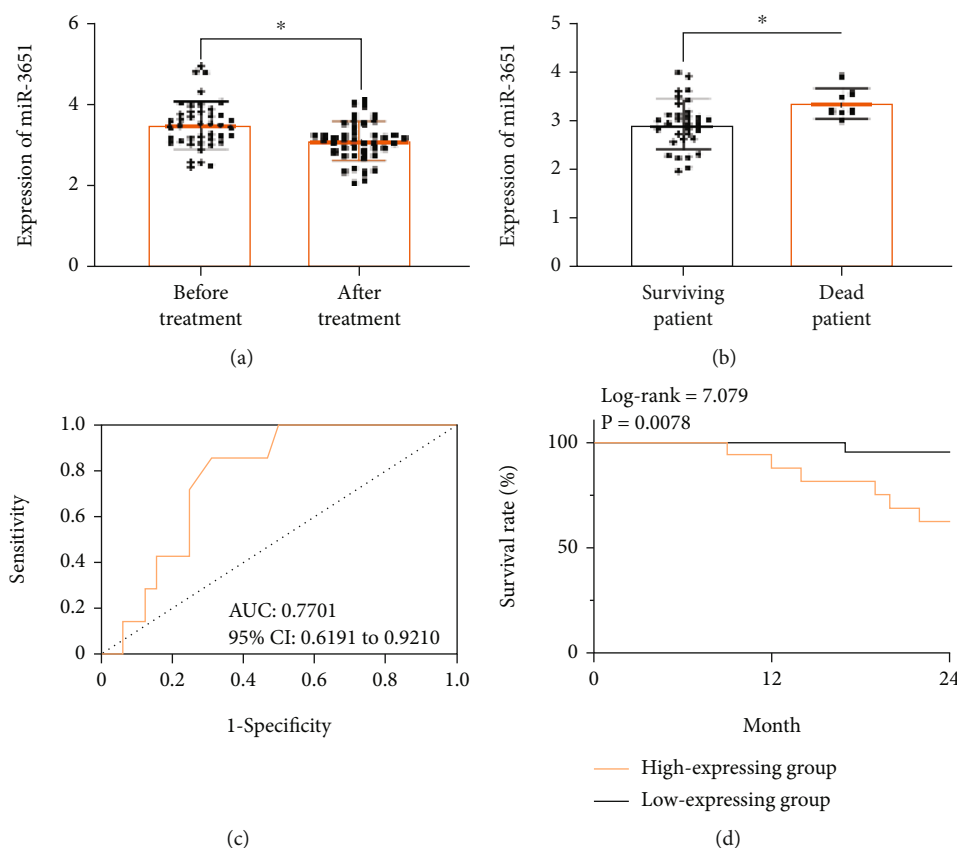 6
4
2
0
Expression of miR-3651
*
Before
treatment
After
treatment
(a)
5
4
3
2
1
0
Expression of miR-3651
*
Surviving
patient
Dead
patient
(b)
1.0
0.8
0.6
0.4
0.2
0
Sensitivity
AUC: 0.7701
95% CI: 0.6191 to 0.9210
0
0.2
0.4
0.6
0.8
1.0
1-Specificity
(c)
Log-rank = 7.079
P = 0.0078
100
50
0
Survival rate (%)
0
12
24
Month
High-expressing group
Low-expressing group
(d)